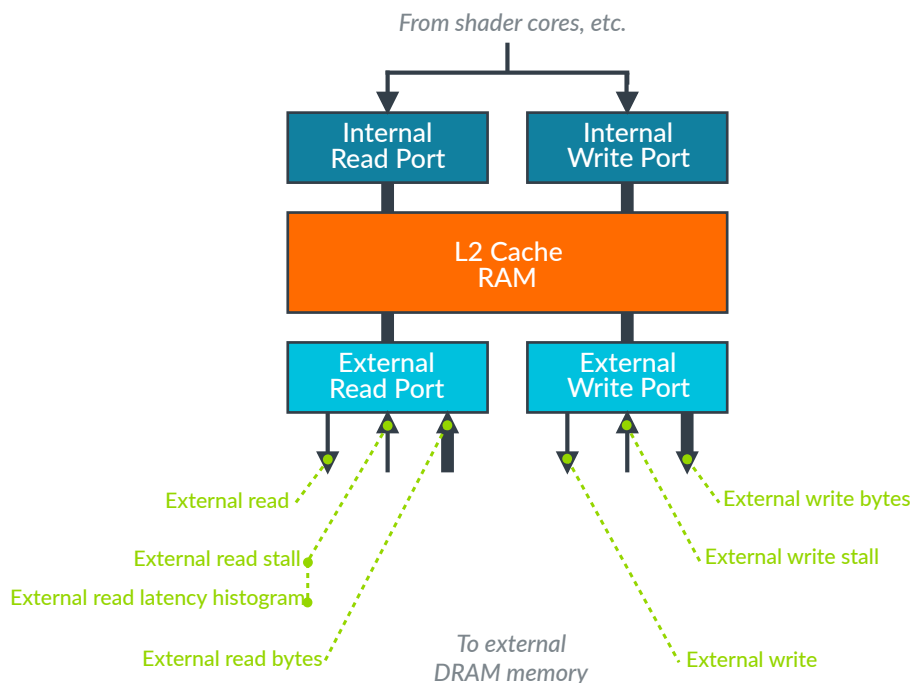 From shader cores, etc.
Internal
Read Port
Internal
Write Port
L2 Cache
RAM
External
Read Port
External
Write Port
External read
External write bytes
External read stall
External write stall
External read latency histogram
External read bytes
External write
To external
DRAM memory